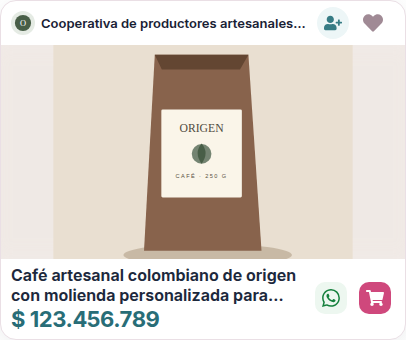 O
Cooperativa de productores artesanales...
ORIGEN
CAFÉ · 250 G
Café artesanal colombiano de origen
con molienda personalizada para...
$ 123.456.789